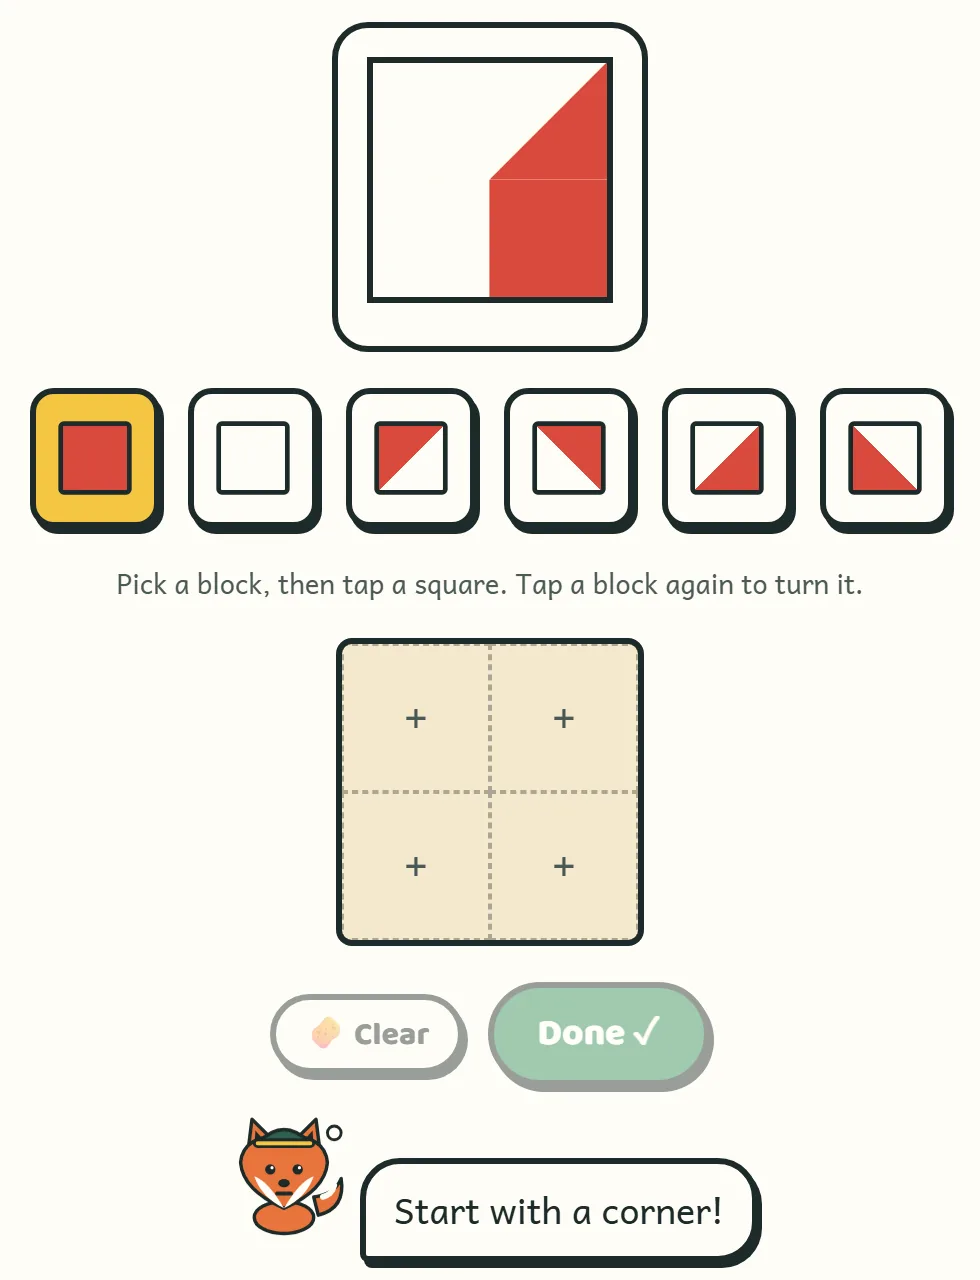 Pick a block, then tap a square. Tap a block again to turn it.
+ +
+ +
Clear
Done ✓
Start with a corner!